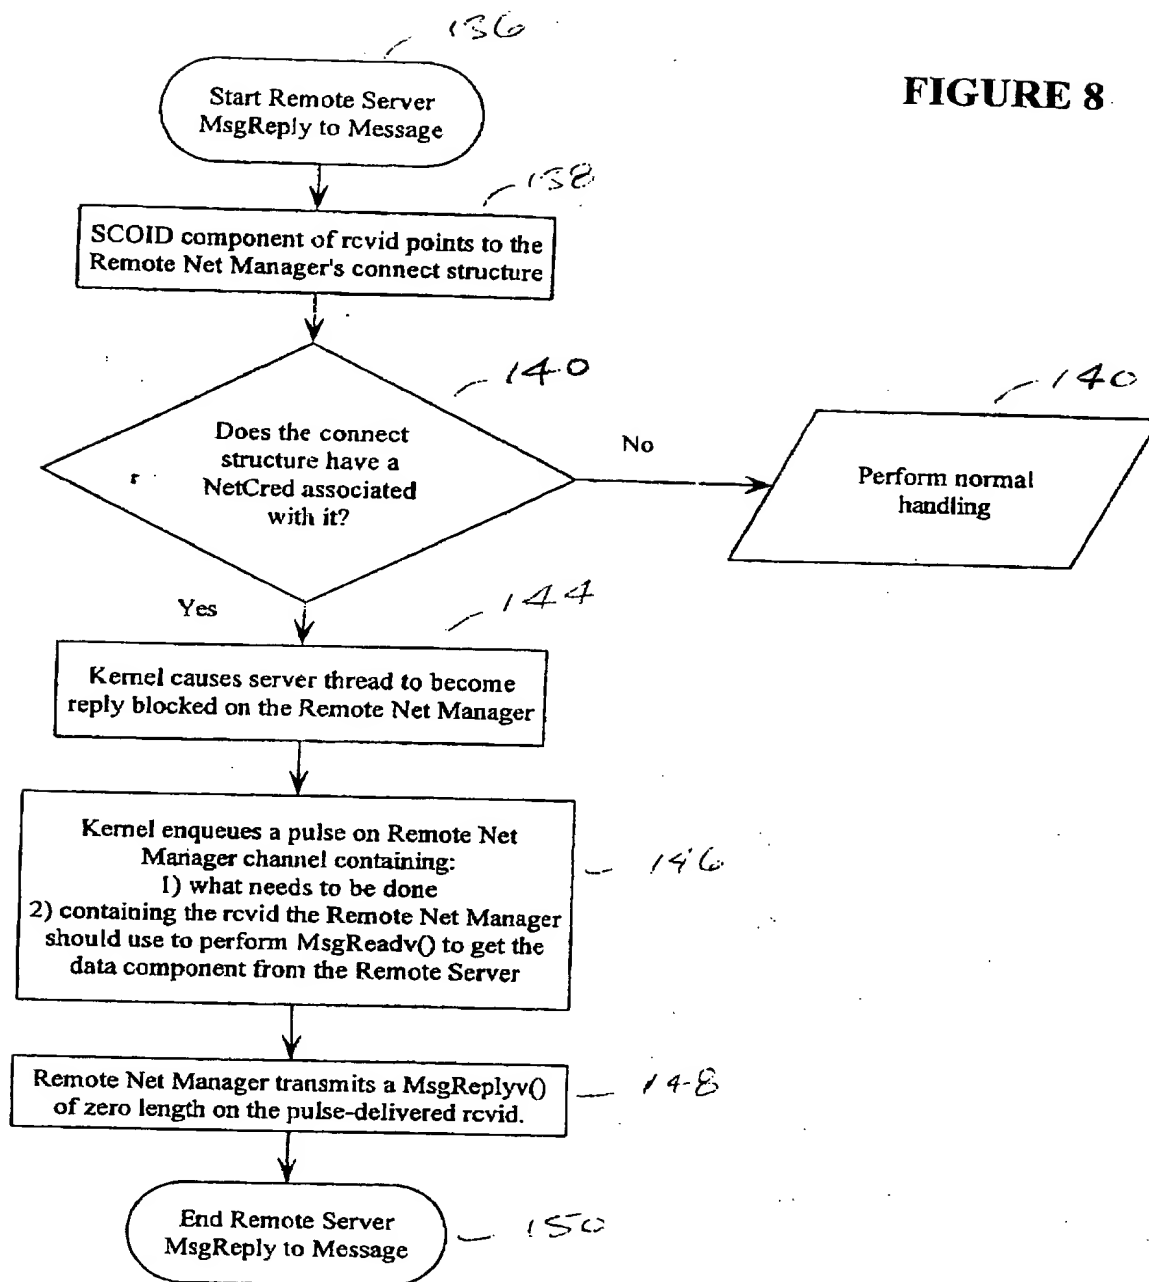 136
FIGURE 8
Start Remote Server
MsgReply to Message
138
SCOID component of rcvid points to the
Remote Net Manager's connect structure
140
140
Does the connect
structure have a
NetCred associated
with it?
No
Perform normal
handling
Yes
144
Kernel causes server thread to become
reply blocked on the Remote Net Manager
Kernel enqueues a pulse on Remote Net
Manager channel containing:
1) what needs to be done
2) containing the rcvid the Remote Net Manager
should use to perform MsgReadv() to get the
data component from the Remote Server
146
Remote Net Manager transmits a MsgReplyv()
of zero length on the pulse-delivered rcvid.
148
End Remote Server
MsgReply to Message
150